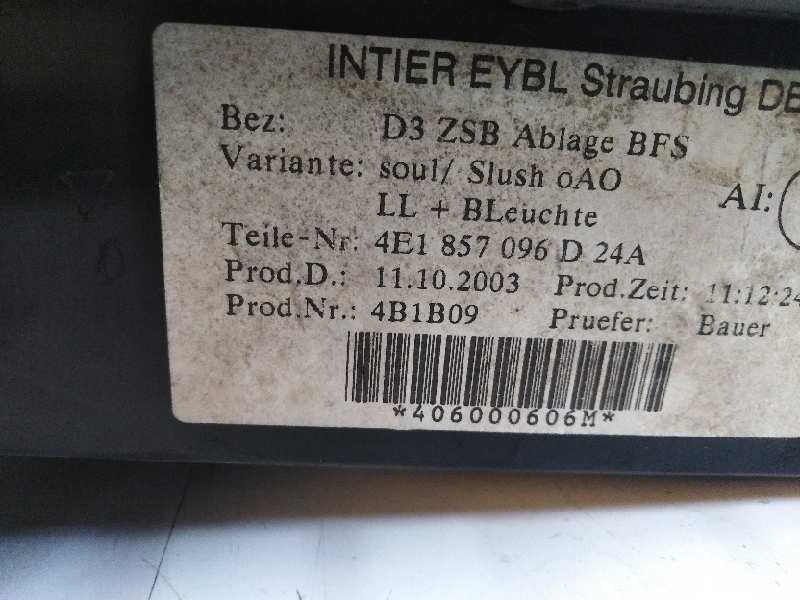 INTIER EYBL Straubing DE
Bez: D3 ZSB Ablage BFS
Variante: soul/ Slush oAO
LL + BLeuchte
AI:
Teile-Nr: 4E1 857 096 D 24A
Prod.D.: 11.10.2003 Prod.Zeit: 11:12:24
Prod.Nr.: 4B1B09 Pruefer: Bauer
*406000606M*